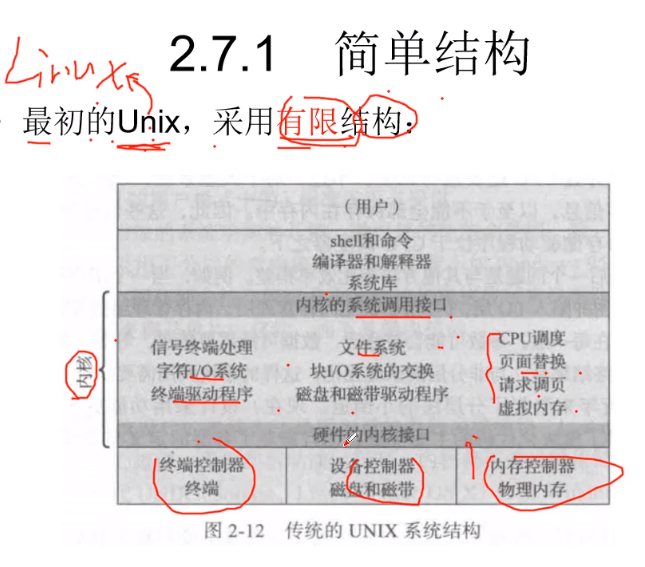 2.7.1 简单结构
Linux
最初的Unix，采用有限结构：
（用户）
shell和命令
编译器和解释器
系统库
内核的系统调用接口
内核
信号终端处理
字符I/O系统
终端驱动程序
文件系统
块I/O系统的交换
磁盘和磁带驱动程序
CPU调度
页面替换
请求调页
虚拟内存
硬件的内核接口
终端控制器
终端
设备控制器
磁盘和磁带
内存控制器
物理内存
图 2-12 传统的 UNIX 系统结构